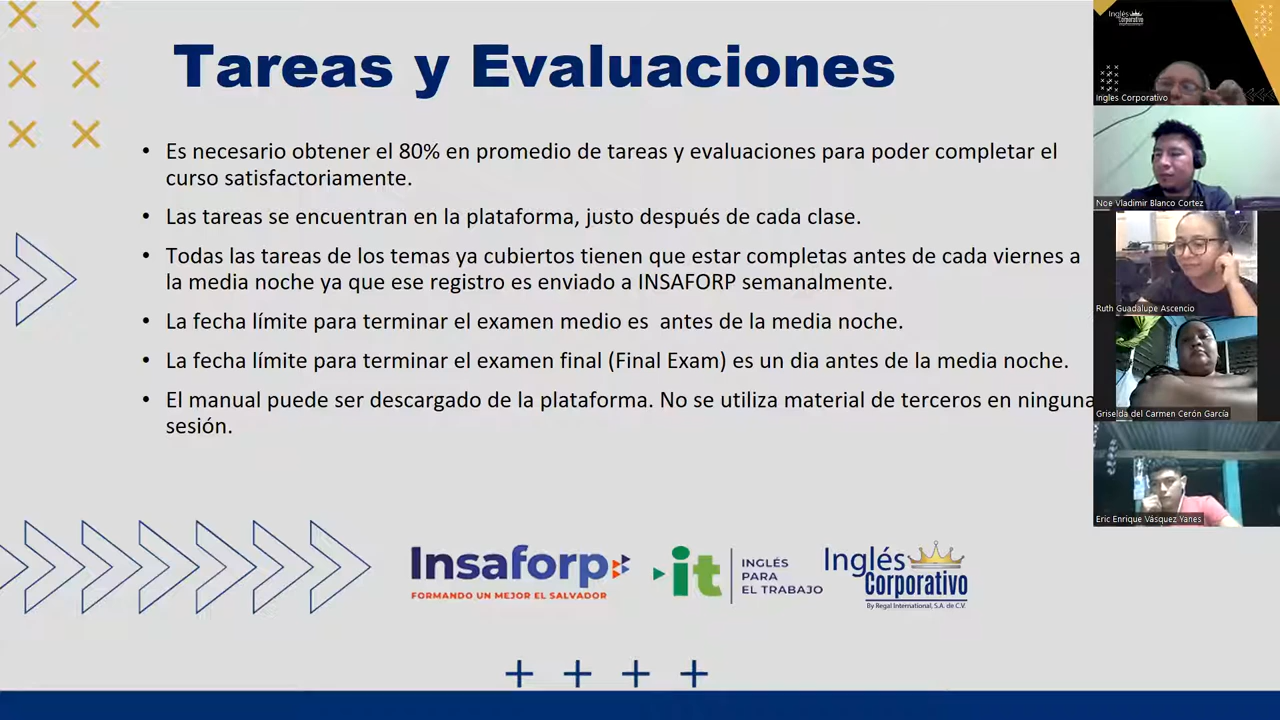 Tareas y Evaluaciones
• Es necesario obtener el 80% en promedio de tareas y evaluaciones para poder completar el
curso satisfactoriamente.
• Las tareas se encuentran en la plataforma, justo después de cada clase.
• Todas las tareas de los temas ya cubiertos tienen que estar completas antes de cada viernes a
la media noche ya que ese registro es enviado a INSAFORP semanalmente.
• La fecha límite para terminar el examen medio es  antes de la media noche.
• La fecha límite para terminar el examen final (Final Exam) es un dia antes de la media noche.
• El manual puede ser descargado de la plataforma. No se utiliza material de terceros en ninguna
sesión.
Insaforp
FORMANDO UN MEJOR EL SALVADOR
it
INGLÉS
PARA
EL TRABAJO
Inglés
Corporativo
By Regal International, S.A. de C.V.
Inglés
Corporativo
Ingles Corporativo
Noe Vladimir Blanco Cortez
Ruth Guadalupe Ascencio
Griselda del Carmen Cerón García
Eric Enrique Vásquez Yanes